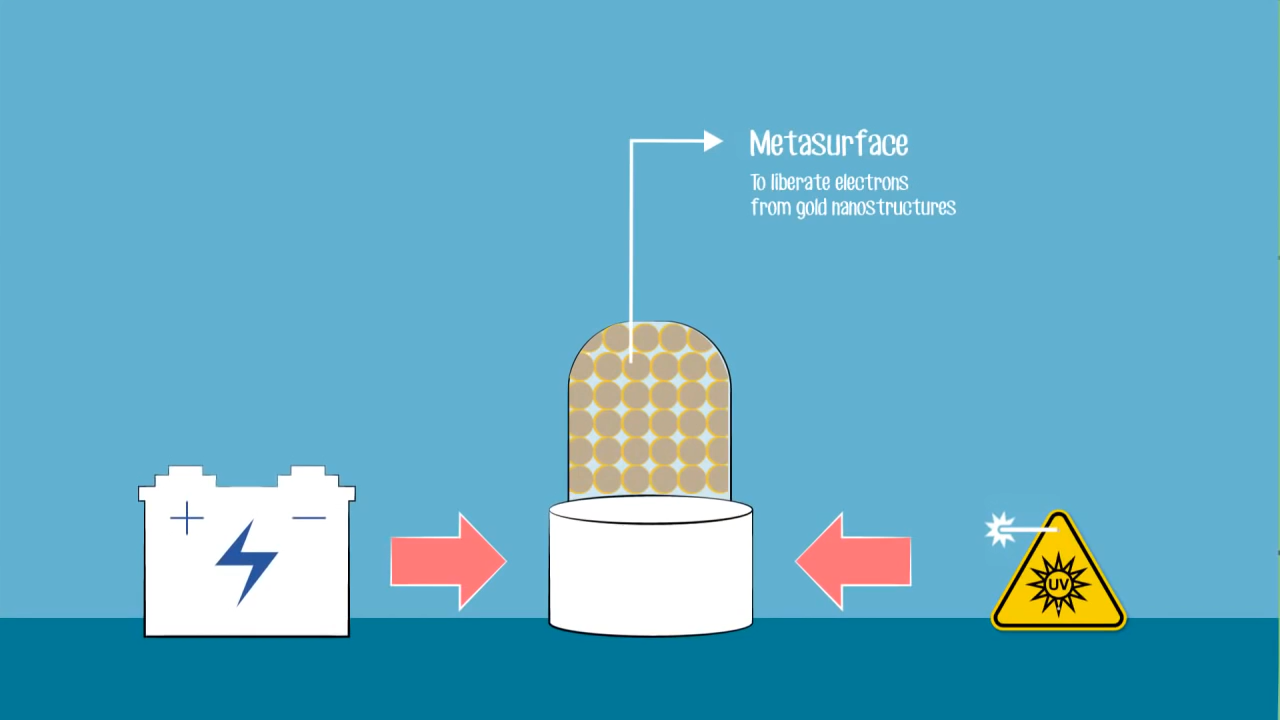 Metasurface
To liberate electrons
from gold nanostructures
+ −
UV